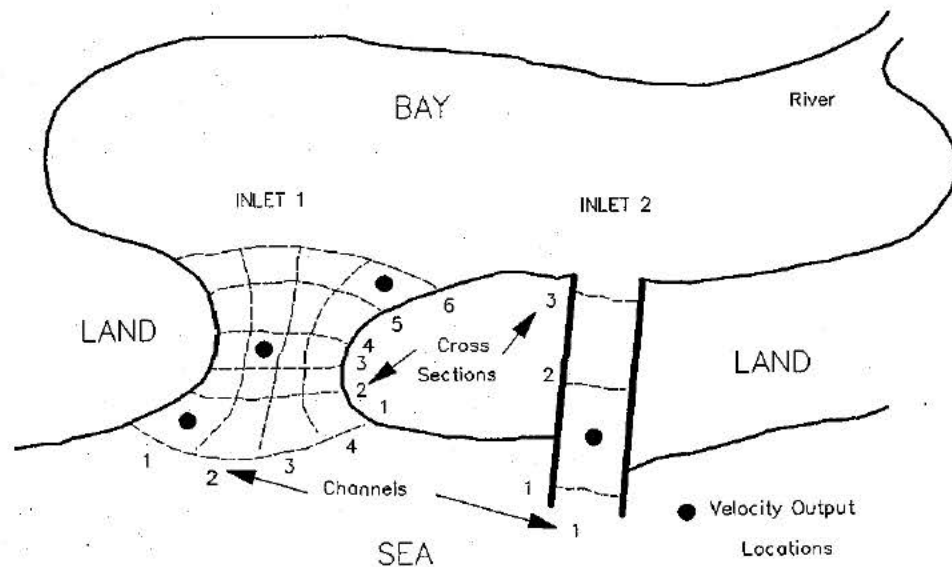 BAY
River
INLET 1
INLET 2
LAND
6
5
4
3
2
1
Cross
Sections
3
2
1
LAND
1
2
3
4
Channels
1
Velocity Output
Locations
SEA